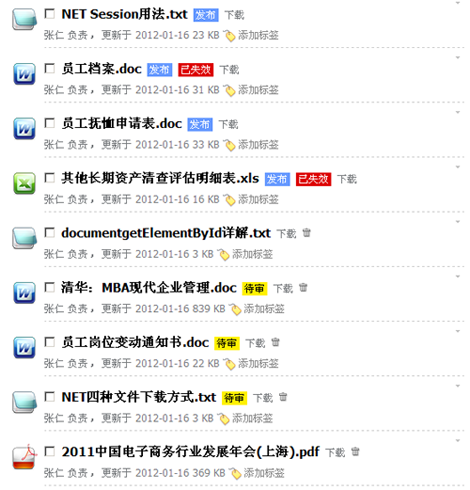 NET Session用法.txt 发布 下载
张仁 负责，更新于 2012-01-16 23 KB 添加标签
员工档案.doc 发布 已失效 下载
张仁 负责，更新于 2012-01-16 31 KB 添加标签
员工抚恤申请表.doc 发布 下载
张仁 负责，更新于 2012-01-16 33 KB 添加标签
其他长期资产清查评估明细表.xls 发布 已失效 下载
张仁 负责，更新于 2012-01-16 16 KB 添加标签
documentgetElementById详解.txt 下载
张仁 负责，更新于 2012-01-16 3 KB 添加标签
清华：MBA现代企业管理.doc 待审 下载
张仁 负责，更新于 2012-01-16 839 KB 添加标签
员工岗位变动通知书.doc 待审 下载
张仁 负责，更新于 2012-01-16 22 KB 添加标签
NET四种文件下载方式.txt 待审 下载
张仁 负责，更新于 2012-01-16 3 KB 添加标签
2011中国电子商务行业发展年会(上海).pdf 下载
张仁 负责，更新于 2012-01-16 369 KB 添加标签